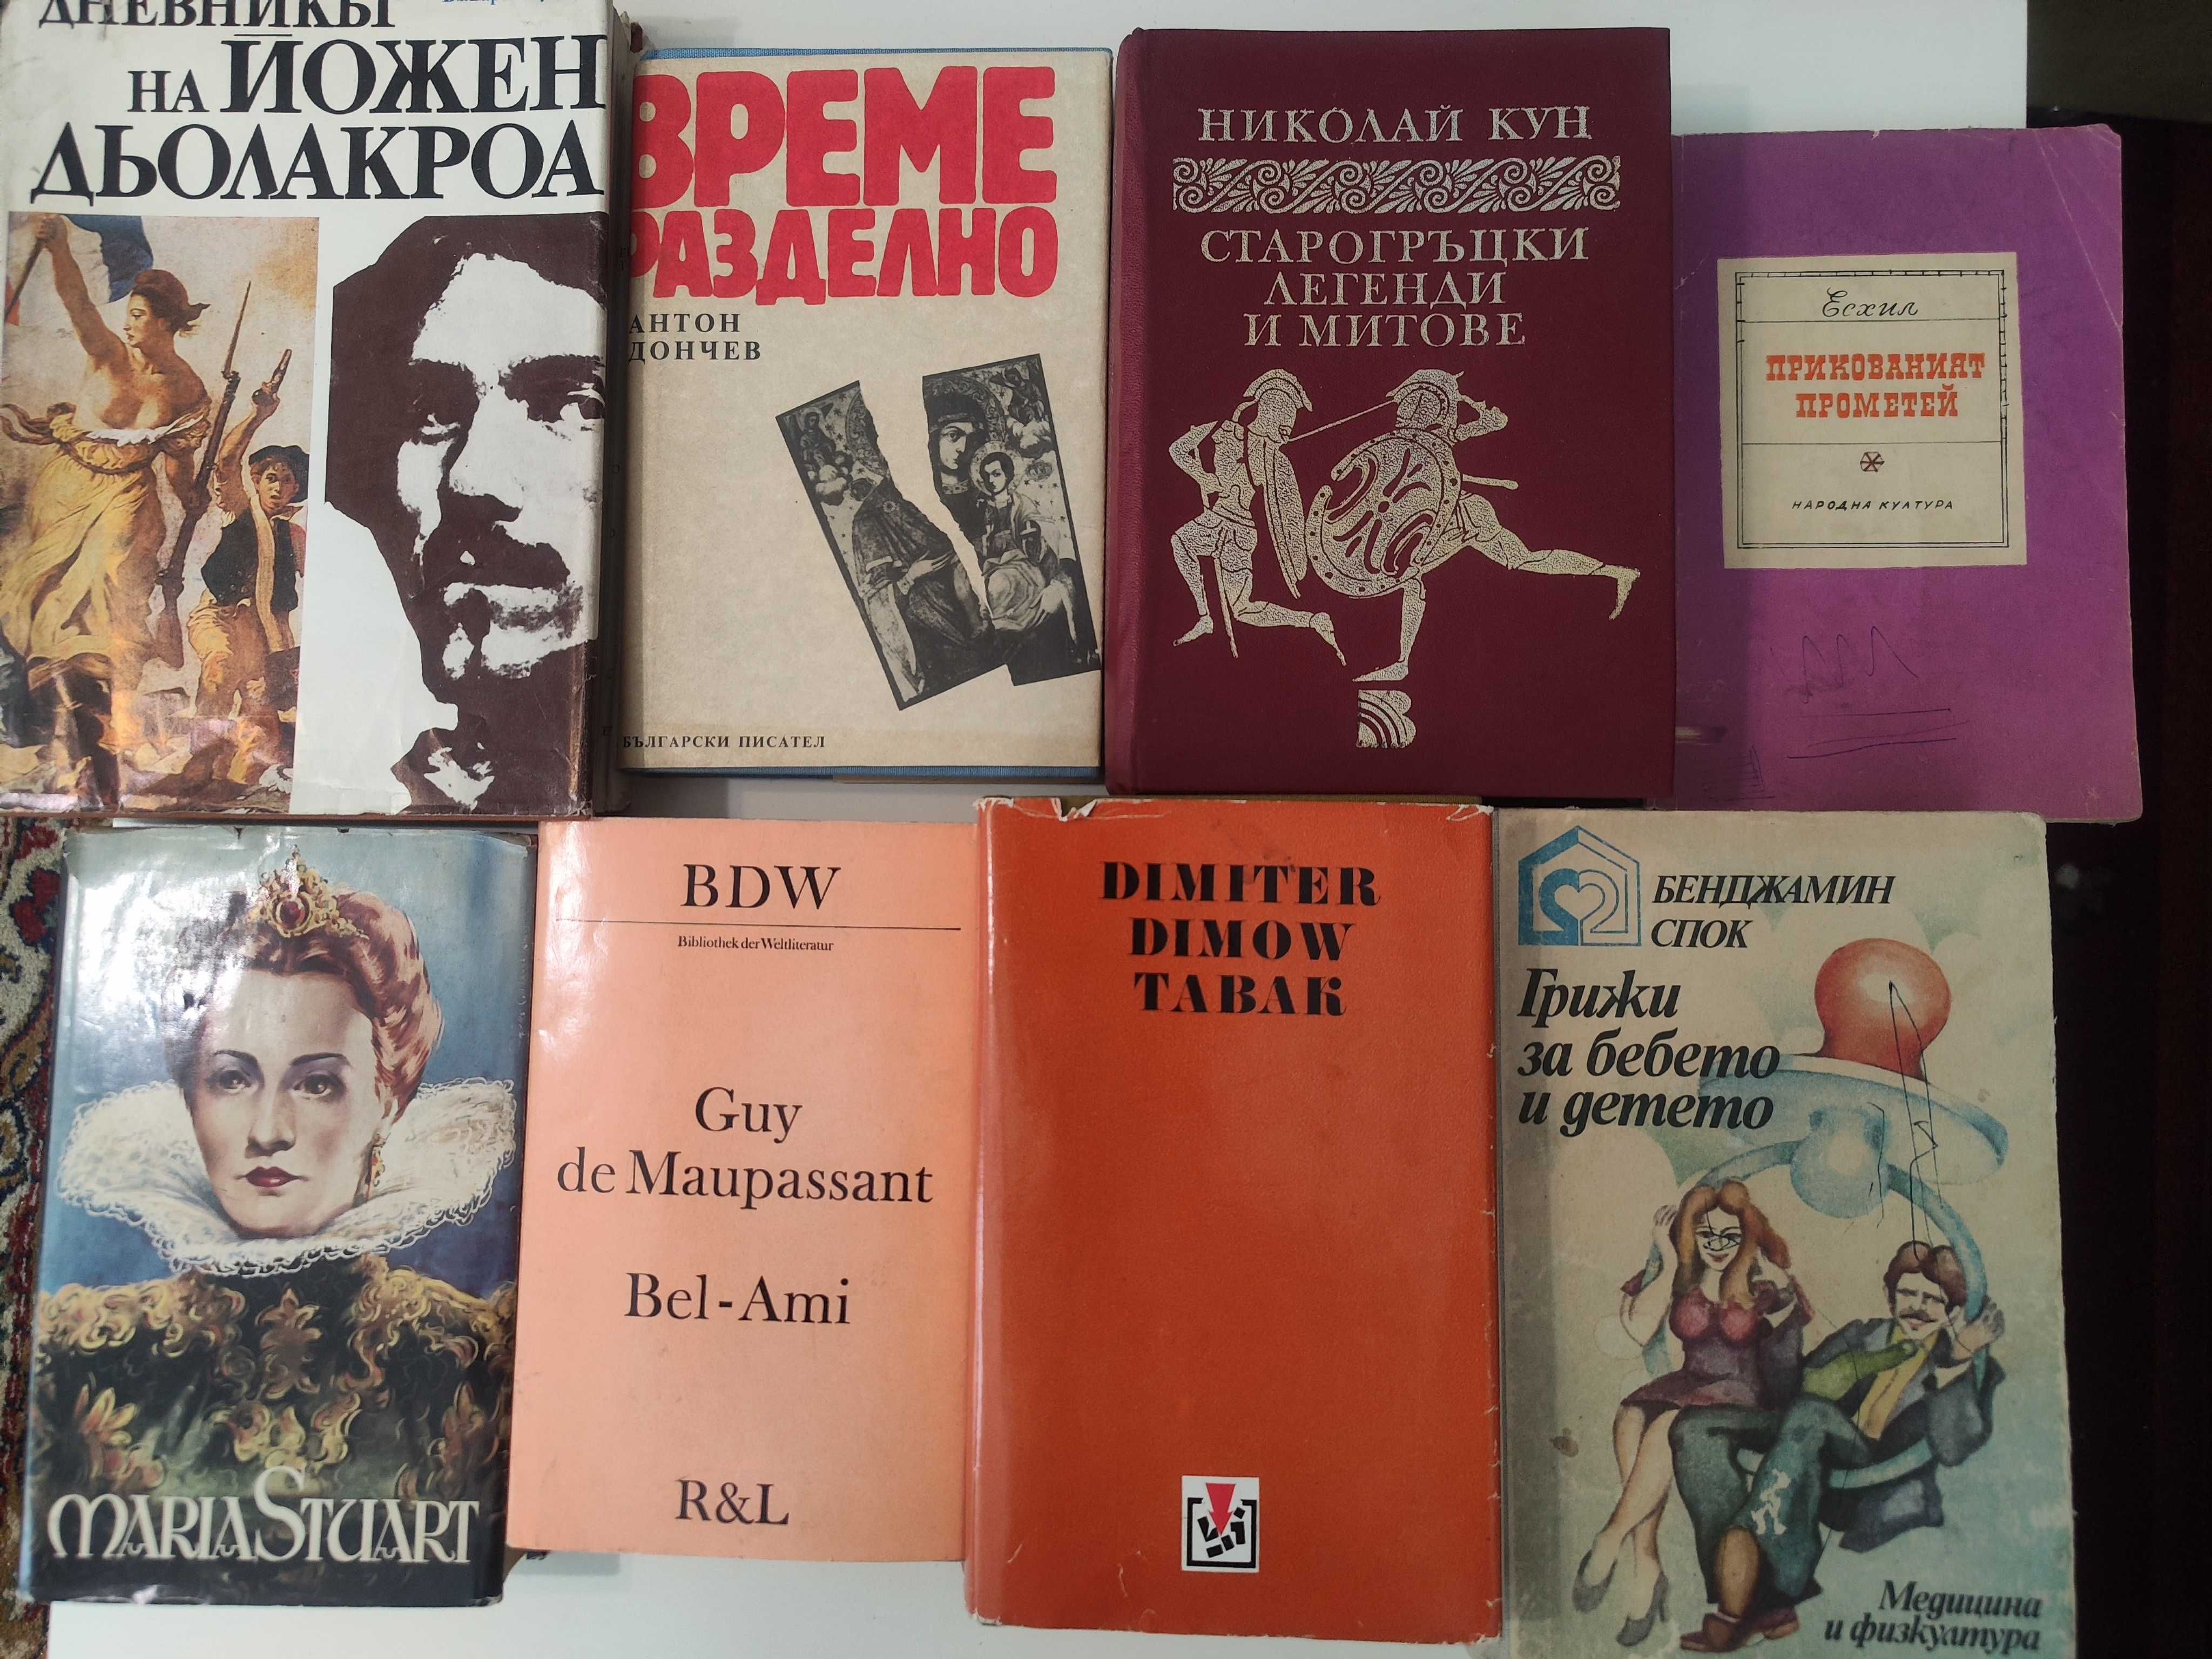 ДНЕВНИКЪТ
НА ЙОЖЕН
ДЬОЛАКРОА
ВРЕМЕ
РАЗДЕЛНО
АНТОН
ДОНЧЕВ
БЪЛГАРСКИ ПИСАТЕЛ
НИКОЛАЙ КУН
СТАРОГРЪЦКИ
ЛЕГЕНДИ
И МИТОВЕ
Есхил
ПРИКОВАНИЯТ
ПРОМЕТЕЙ
НАРОДНА КУЛТУРА
MARIA STUART
BDW
Bibliothek der Weltliteratur
Guy
de Maupassant
Bel-Ami
R&L
DIMITER
DIMOW
TABAK
БЕНДЖАМИН
СПОК
Грижи
за бебето
и детето
Медицина
и физкултура